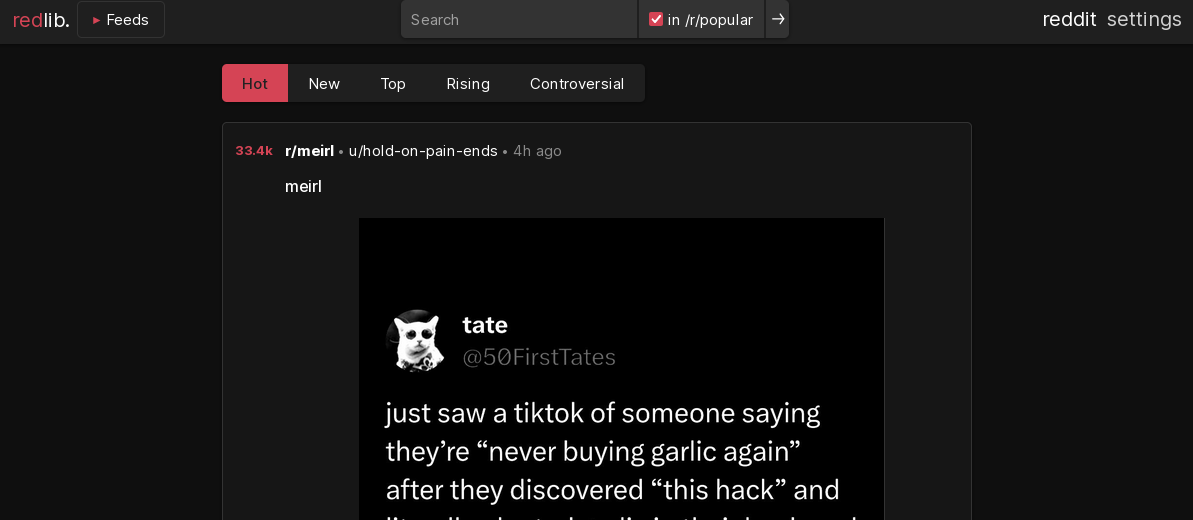 redlib. ▸ Feeds Search in /r/popular → reddit settings
Hot New Top Rising Controversial
33.4k r/meirl • u/hold-on-pain-ends • 4h ago
meirl
tate
@50FirstTates
just saw a tiktok of someone saying
they’re “never buying garlic again”
after they discovered “this hack” and